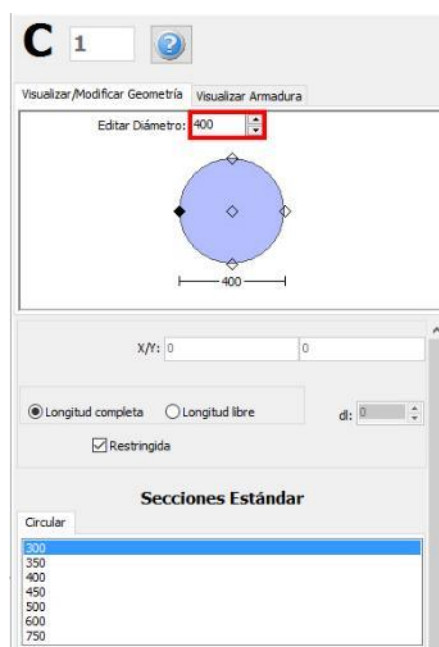 C 1
Visualizar/Modificar Geometría Visualizar Armadura
Editar Diámetro: 400
400
X/Y: 0 0
Longitud completa Longitud libre dl: 0
Restringida
Secciones Estándar
Circular
300
350
400
450
500
600
750